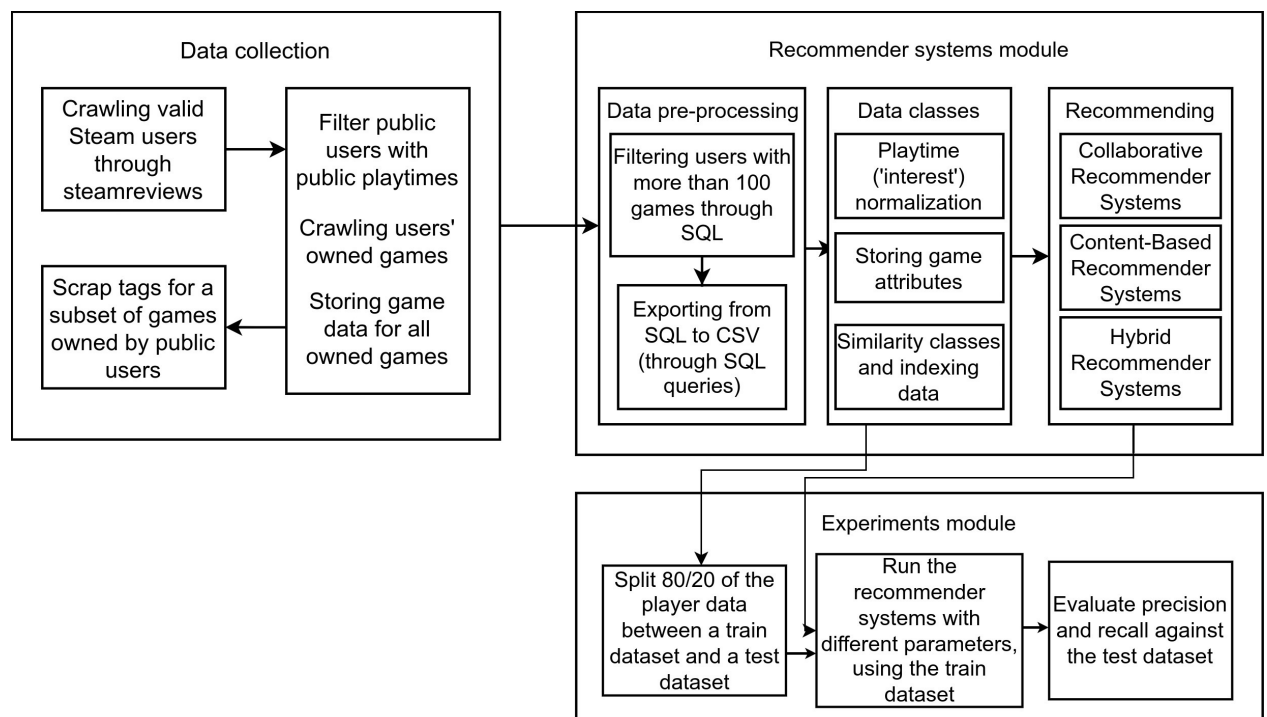 Data collection
Crawling valid
Steam users
through
steamreviews
Filter public
users with
public playtimes
Crawling users'
owned games
Storing game
data for all
owned games
Scrap tags for a
subset of games
owned by public
users
Recommender systems module
Data pre-processing
Filtering users with
more than 100
games through
SQL
Exporting from
SQL to CSV
(through SQL
queries)
Data classes
Playtime
('interest')
normalization
Storing game
attributes
Similarity classes
and indexing
data
Recommending
Collaborative
Recommender
Systems
Content-Based
Recommender
Systems
Hybrid
Recommender
Systems
Experiments module
Split 80/20 of the
player data
between a train
dataset and a test
dataset
Run the
recommender
systems with
different parameters,
using the train
dataset
Evaluate precision
and recall against
the test dataset